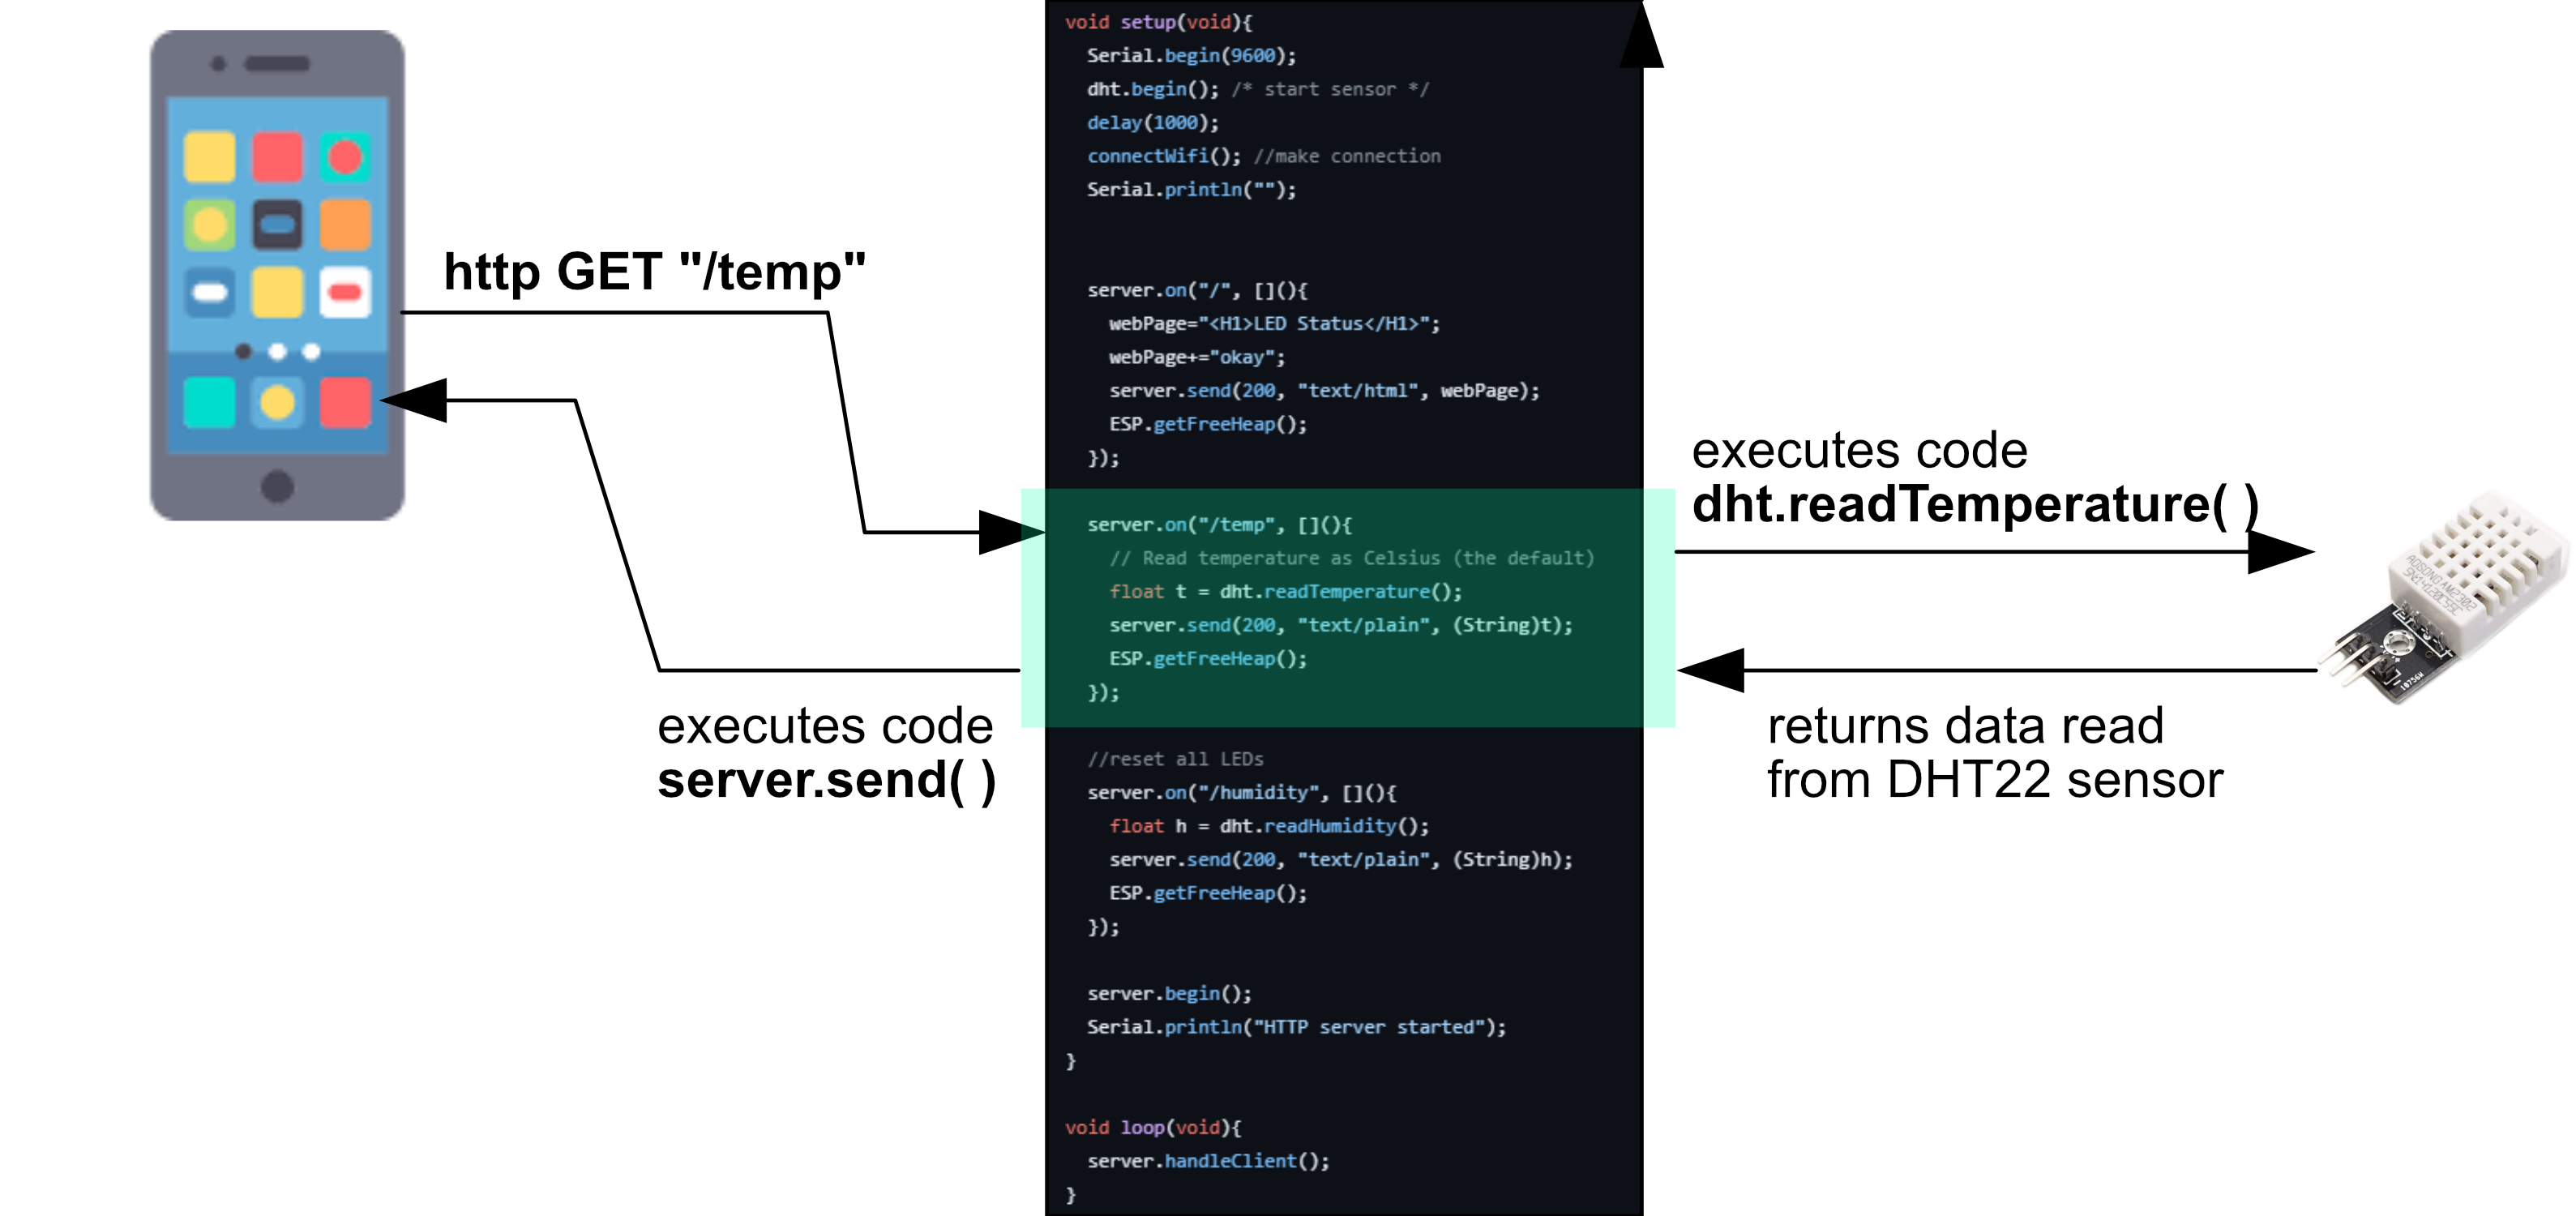 http GET "/temp"
executes code
server.send( )
void setup(void){
  Serial.begin(9600);
  dht.begin(); /* start sensor */
  delay(1000);
  connectWifi(); //make connection
  Serial.println("");
  server.on("/", [](){
    webPage="<H1>LED Status</H1>";
    webPage+="okay";
    server.send(200, "text/html", webPage);
    ESP.getFreeHeap();
  });
  server.on("/temp", [](){
    // Read temperature as Celsius (the default)
    float t = dht.readTemperature();
    server.send(200, "text/plain", (String)t);
    ESP.getFreeHeap();
  });
  //reset all LEDs
  server.on("/humidity", [](){
    float h = dht.readHumidity();
    server.send(200, "text/plain", (String)h);
    ESP.getFreeHeap();
  });
  server.begin();
  Serial.println("HTTP server started");
}
void loop(void){
  server.handleClient();
}
executes code
dht.readTemperature( )
returns data read
from DHT22 sensor
AOSONG AM2302